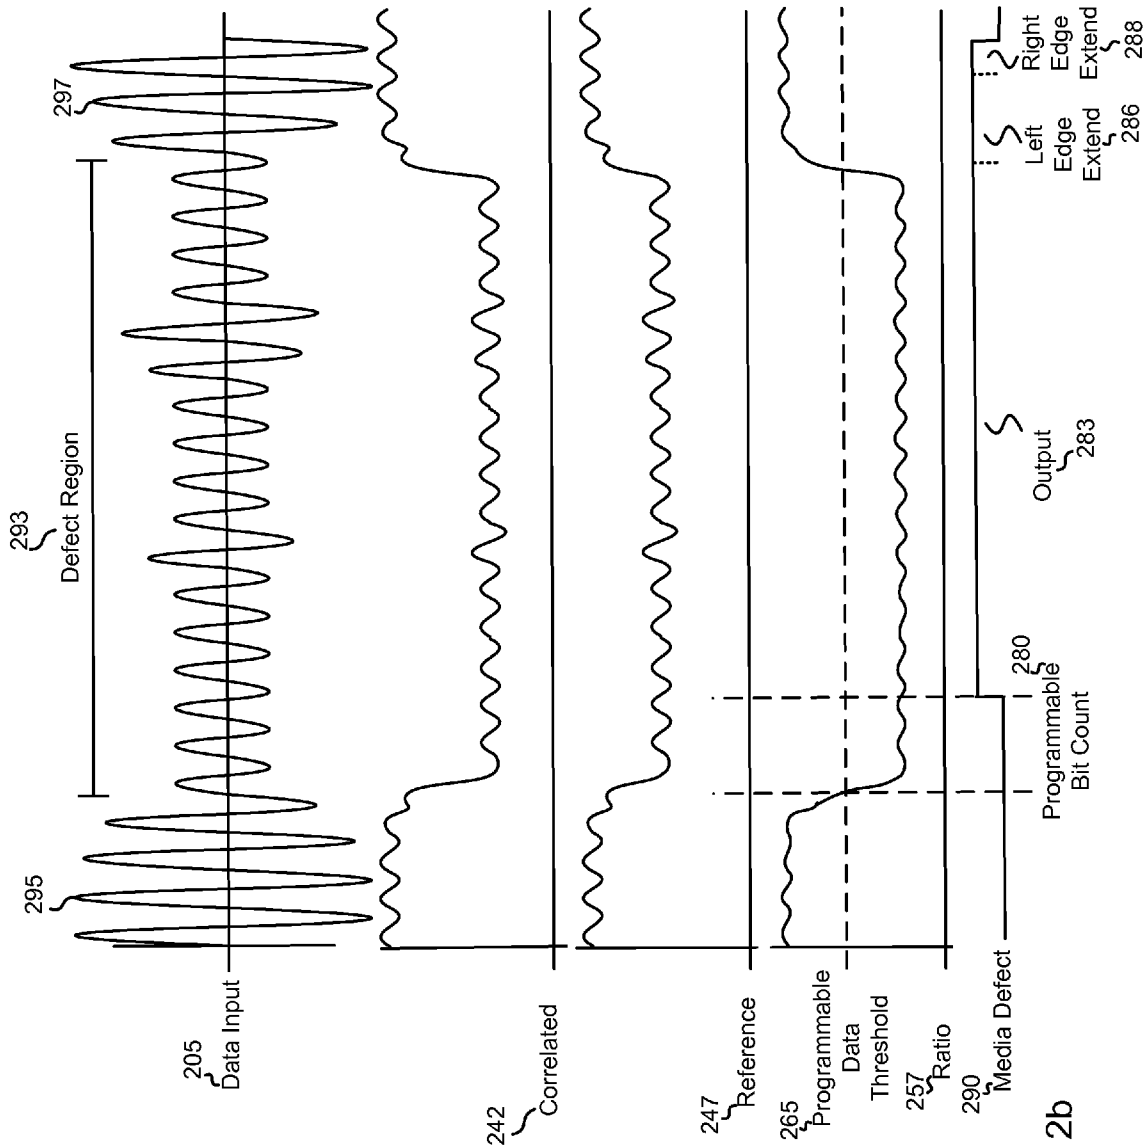 293
Defect Region
295
297
205
Data Input
242
Correlated
247
Reference
265
Programmable
Data
Threshold
257
Ratio
290
Media Defect
Programmable
Bit Count
280
Output
283
Left
Edge
Extend
286
Right
Edge
Extend
288
2b